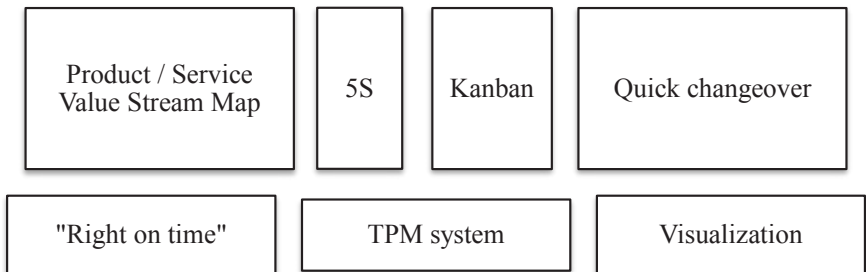 Product / Service
Value Stream Map
5S
Kanban
Quick changeover
"Right on time"
TPM system
Visualization